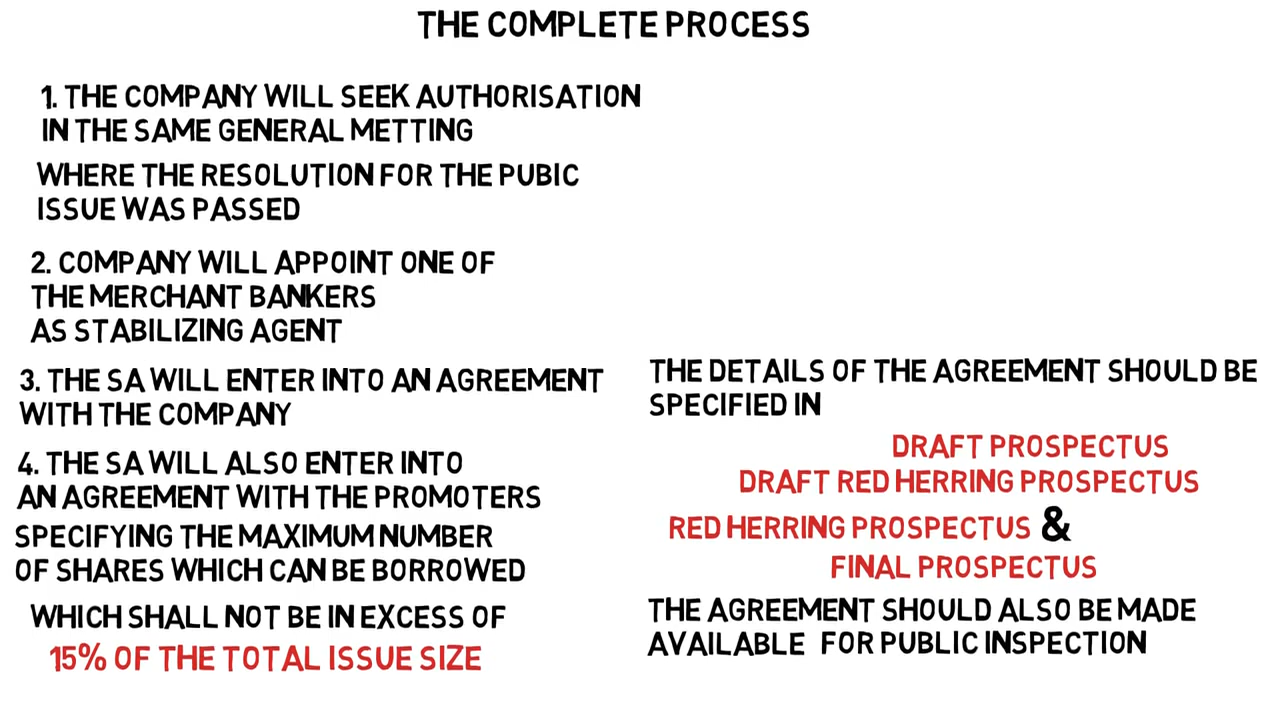 THE COMPLETE PROCESS
1. THE COMPANY WILL SEEK AUTHORISATION
IN THE SAME GENERAL METTING
WHERE THE RESOLUTION FOR THE PUBIC
ISSUE WAS PASSED
2. COMPANY WILL APPOINT ONE OF
THE MERCHANT BANKERS
AS STABILIZING AGENT
3. THE SA WILL ENTER INTO AN AGREEMENT
WITH THE COMPANY
4. THE SA WILL ALSO ENTER INTO
AN AGREEMENT WITH THE PROMOTERS
SPECIFYING THE MAXIMUM NUMBER
OF SHARES WHICH CAN BE BORROWED
WHICH SHALL NOT BE IN EXCESS OF
15% OF THE TOTAL ISSUE SIZE
THE DETAILS OF THE AGREEMENT SHOULD BE
SPECIFIED IN
DRAFT PROSPECTUS
DRAFT RED HERRING PROSPECTUS
RED HERRING PROSPECTUS &
FINAL PROSPECTUS
THE AGREEMENT SHOULD ALSO BE MADE
AVAILABLE FOR PUBLIC INSPECTION